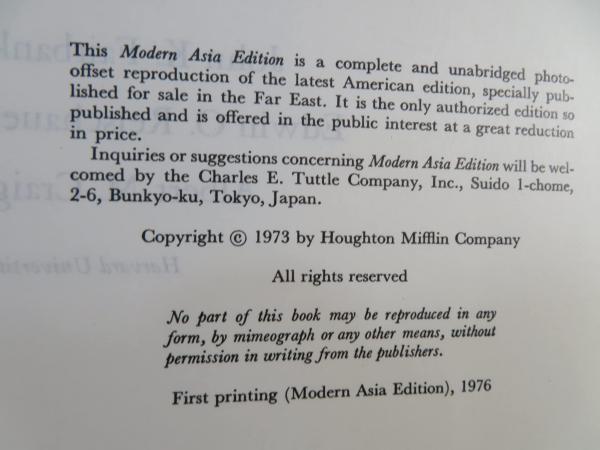 This Modern Asia Edition is a complete and unabridged photo-
offset reproduction of the latest American edition, specially pub-
lished for sale in the Far East. It is the only authorized edition so
published and is offered in the public interest at a great reduction
in price.
Inquiries or suggestions concerning Modern Asia Edition will be wel-
comed by the Charles E. Tuttle Company, Inc., Suido 1-chome,
2-6, Bunkyo-ku, Tokyo, Japan.
Copyright © 1973 by Houghton Mifflin Company
All rights reserved
No part of this book may be reproduced in any
form, by mimeograph or any other means, without
permission in writing from the publishers.
First printing (Modern Asia Edition), 1976